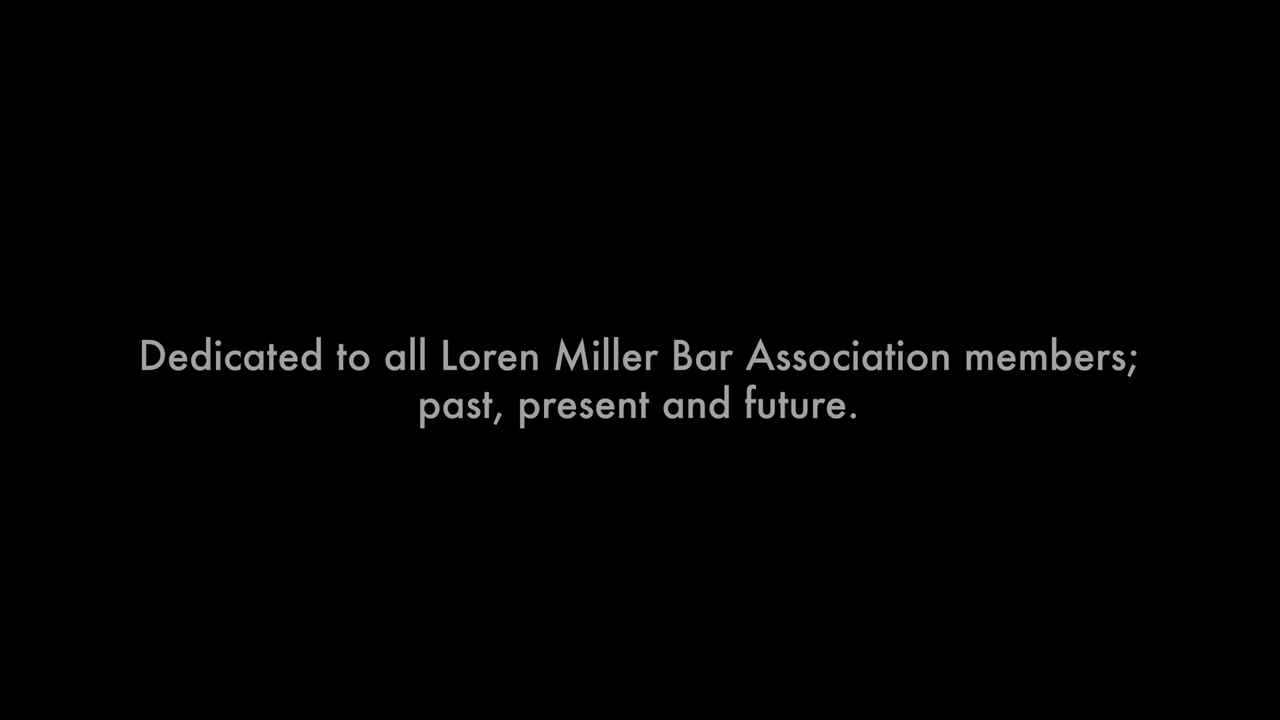 Dedicated to all Loren Miller Bar Association members;
past, present and future.